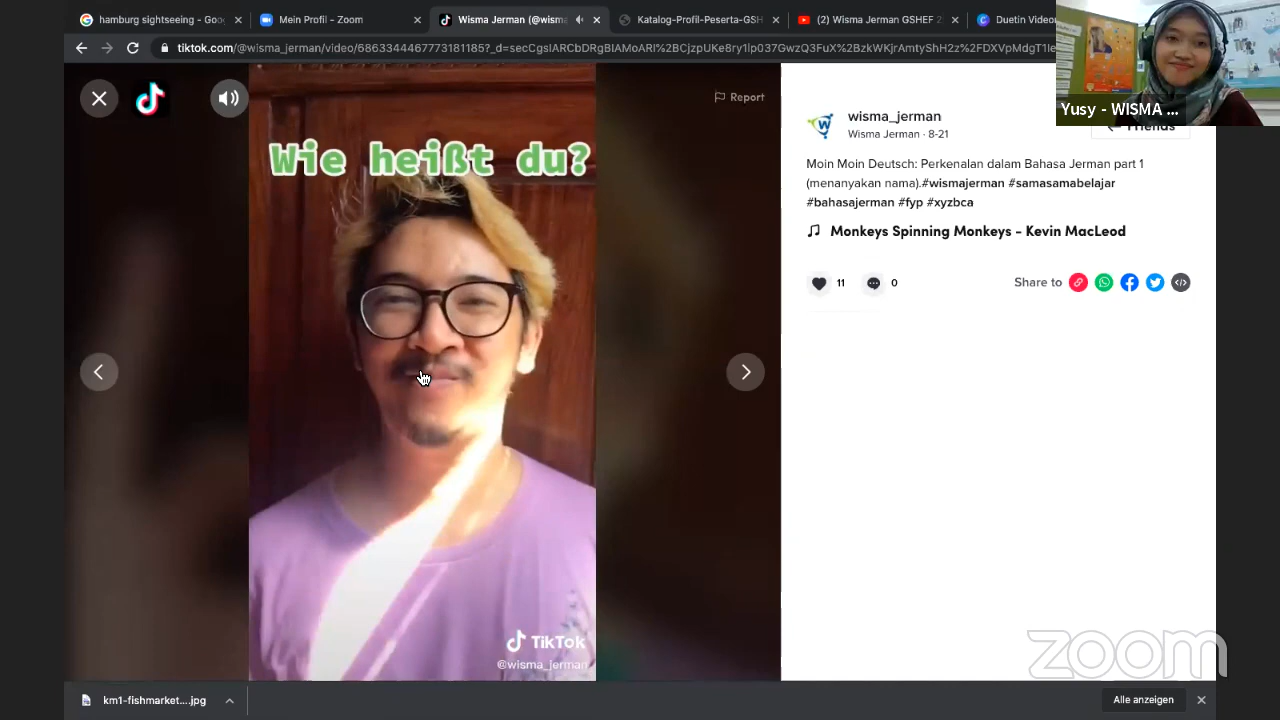 hamburg sightseeing - Goo
Mein Profil - Zoom
Wisma Jerman (@wism
Katalog-Profil-Peserta-GSH
(2) Wisma Jerman GSHEF 2
Duetin Video
Yusy - WISMA ...
Report
Wie heißt du?
wisma_jerman
Wisma Jerman · 8-21
Friends
Moin Moin Deutsch: Perkenalan dalam Bahasa Jerman part 1
(menanyakan nama).#wismajerman #samasamabelajar
#bahasajerman #fyp #xyzbca
Monkeys Spinning Monkeys - Kevin MacLeod
11
0
Share to
TikTok
@wisma_jerman
zoom
km1-fishmarket....jpg
Alle anzeigen